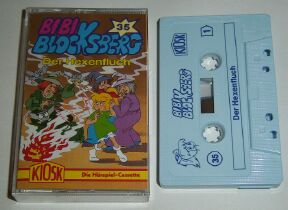 BIBI
BLOCKSBERG
35
Der Hexenfluch
KIOSK
Die Hörspiel-Cassette
KIOSK
1
BIBI
BLOCKSBERG
Der Hexenfluch
35